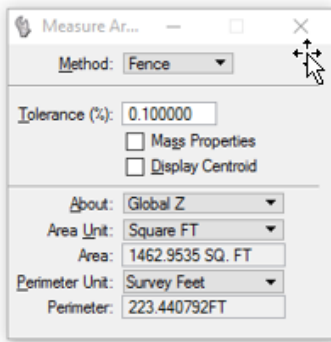 Measure Ar...
Method: Fence
Tolerance (%): 0.100000
Mass Properties
Display Centroid
About: Global Z
Area Unit: Square FT
Area: 1462.9535 SQ. FT
Perimeter Unit: Survey Feet
Perimeter: 223.440792FT